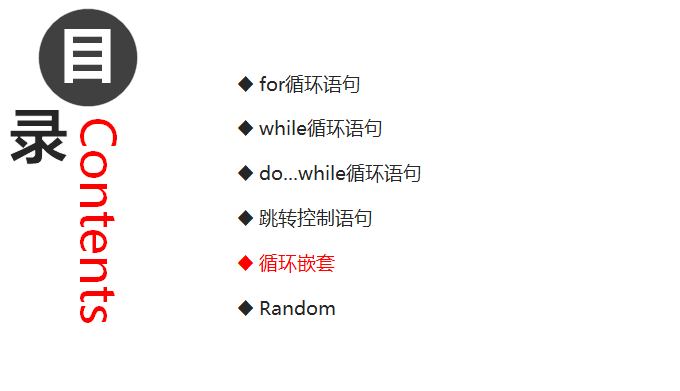 目录
Contents
◆ for循环语句
◆ while循环语句
◆ do...while循环语句
◆ 跳转控制语句
◆ 循环嵌套
◆ Random